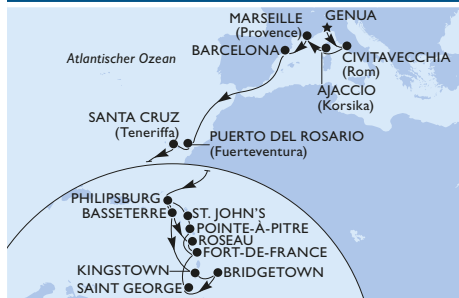 MARSEILLE
(Provence)
GENUA
BARCELONA
CIVITAVECCHIA
(Rom)
Atlantischer Ozean
AJACCIO
(Korsika)
SANTA CRUZ
(Teneriffa)
PUERTO DEL ROSARIO
(Fuerteventura)
PHILIPSBURG
BASSETERRE
ST. JOHN'S
POINTE-À-PITRE
ROSEAU
FORT-DE-FRANCE
KINGSTOWN
BRIDGETOWN
SAINT GEORGE